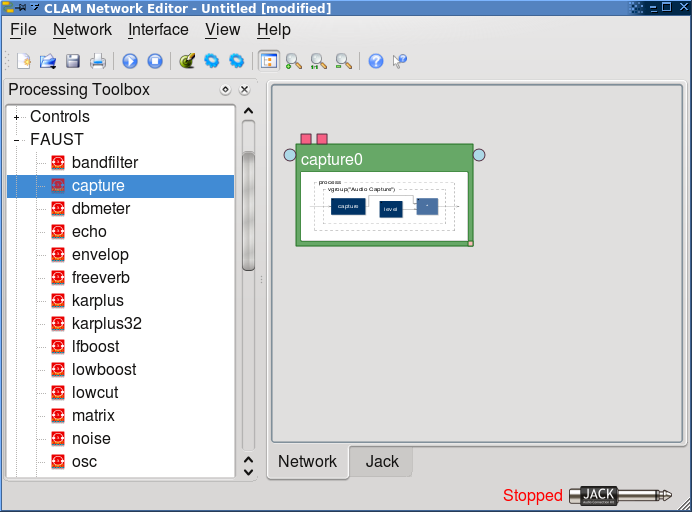 CLAM Network Editor - Untitled [modified]
File Network Interface View Help
Processing Toolbox
Controls
FAUST
bandfilter
capture
dbmeter
echo
envelop
freeverb
karplus
karplus32
lfboost
lowboost
lowcut
matrix
noise
osc
capture0
process
vgroup("Audio Capture")
capture
level
Network Jack
Stopped JACK